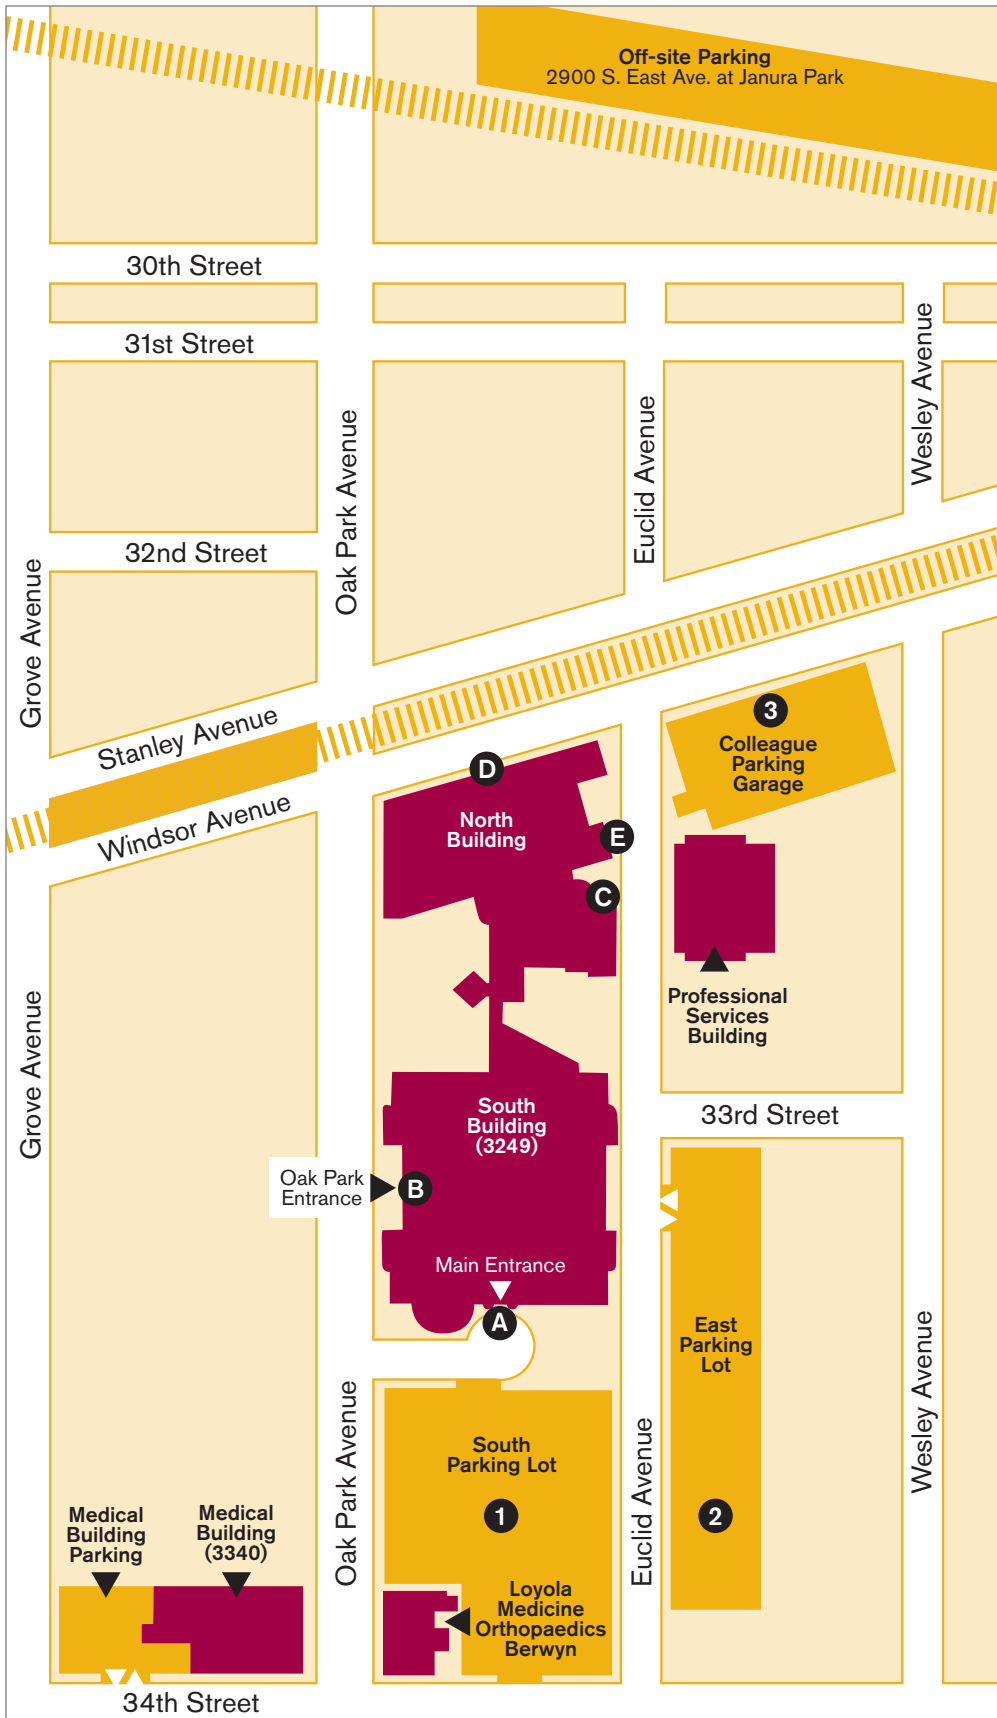 Off-site Parking
2900 S. East Ave. at Janura Park
30th Street
31st Street
Wesley Avenue
Oak Park Avenue
Euclid Avenue
32nd Street
Grove Avenue
Stanley Avenue
Windsor Avenue
3
Colleague
Parking
Garage
D
North
Building
E
C
Professional
Services
Building
Grove Avenue
South
Building
(3249)
33rd Street
Oak Park
Entrance
B
Main Entrance
A
East
Parking
Lot
Wesley Avenue
Oak Park Avenue
South
Parking Lot
Euclid Avenue
1
2
Medical
Building
Parking
Medical
Building
(3340)
Loyola
Medicine
Orthopaedics
Berwyn
34th Street